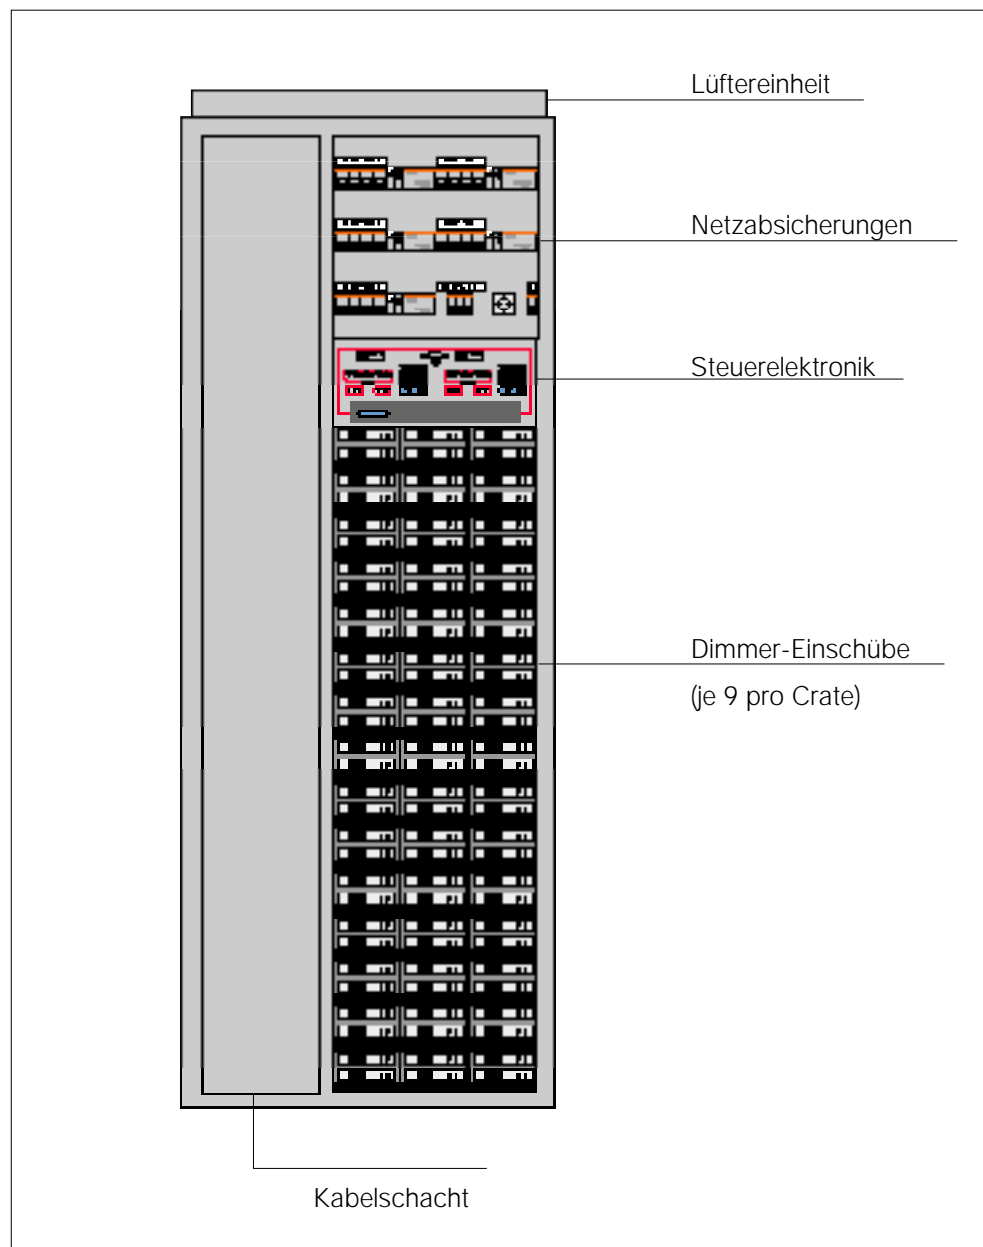 Lüftereinheit
Netzabsicherungen
Steuerelektronik
Dimmer-Einschübe
(je 9 pro Crate)
Kabelschacht